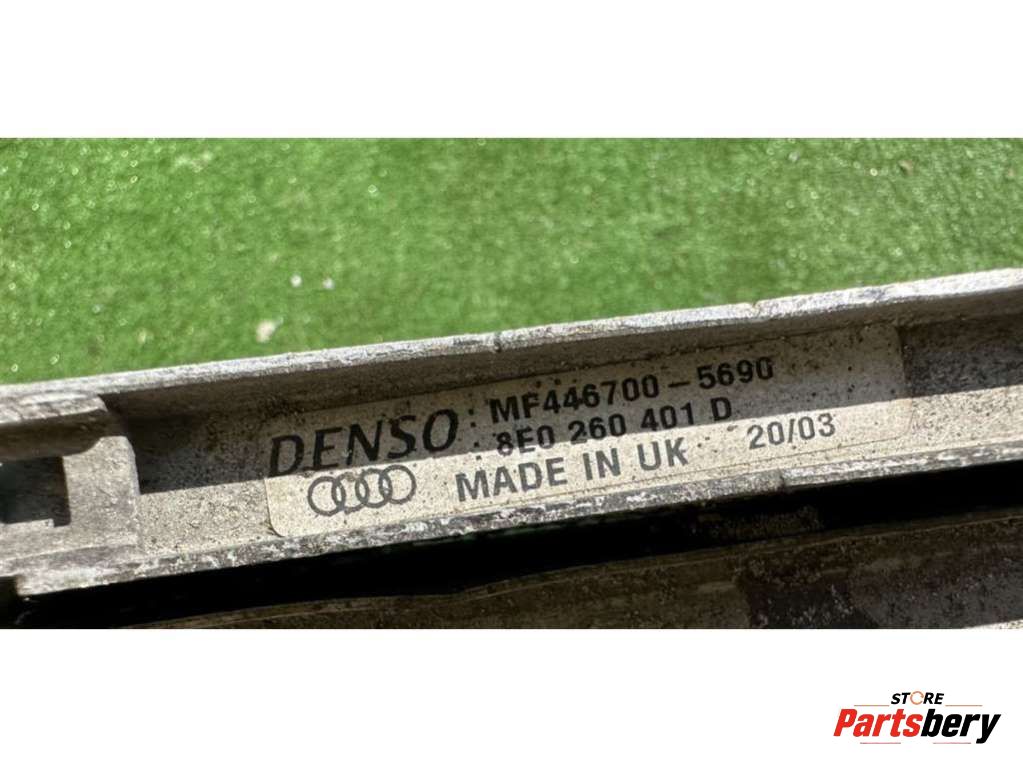 DENSO MF446700-5690
8E0 260 401 D
MADE IN UK 20/03
STORE
Partsbery